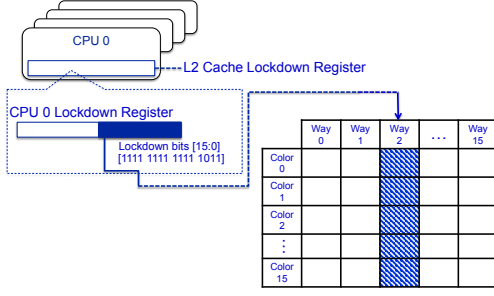 CPU 0
L2 Cache Lockdown Register
CPU 0 Lockdown Register
Lockdown bits [15:0]
[1111 1111 1111 1011]
Way 0
Way 1
Way 2
...
Way 15
Color 0
Color 1
Color 2
⋮
Color 15